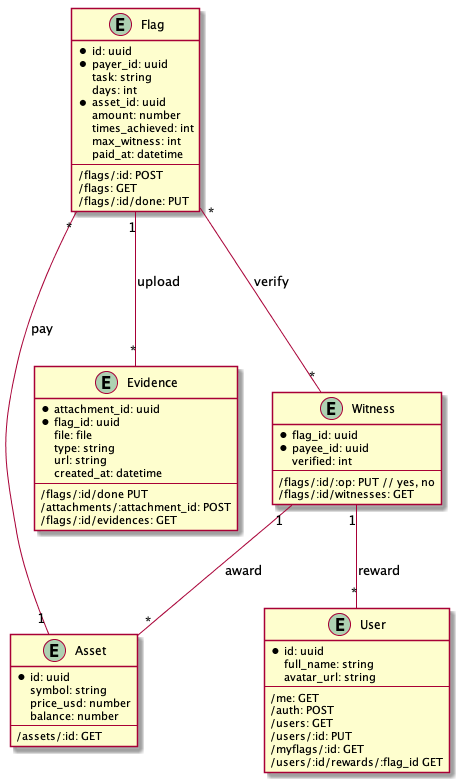 E Flag
● id: uuid
● payer_id: uuid
task: string
days: int
● asset_id: uuid
amount: number
times_achieved: int
max_witness: int
paid_at: datetime
/flags/:id: POST
/flags: GET
/flags/:id/done: PUT
* 1 *
upload
verify
pay
* *
E Evidence
● attachment_id: uuid
● flag_id: uuid
file: file
type: string
url: string
created_at: datetime
/flags/:id/done PUT
/attachments/:attachment_id: POST
/flags/:id/evidences: GET
E Witness
● flag_id: uuid
● payee_id: uuid
verified: int
/flags/:id/:op: PUT // yes, no
/flags/:id/witnesses: GET
1 1
award
reward
1 * *
E Asset
● id: uuid
symbol: string
price_usd: number
balance: number
/assets/:id: GET
E User
● id: uuid
full_name: string
avatar_url: string
/me: GET
/auth: POST
/users: GET
/users/:id: PUT
/myflags/:id: GET
/users/:id/rewards/:flag_id GET